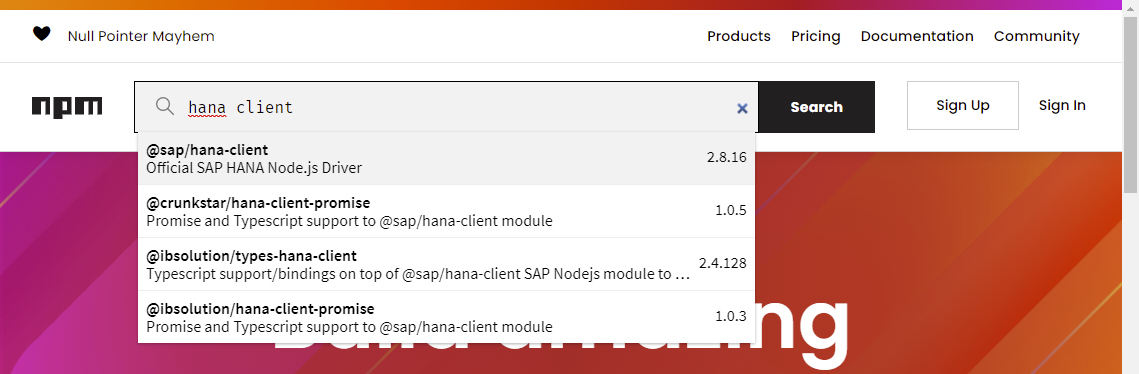 Null Pointer Mayhem
Products Pricing Documentation Community
npm
hana client
Search
Sign Up
Sign In
@sap/hana-client
Official SAP HANA Node.js Driver
2.8.16
@crunkstar/hana-client-promise
Promise and Typescript support to @sap/hana-client module
1.0.5
@ibsolution/types-hana-client
Typescript support/bindings on top of @sap/hana-client SAP Nodejs module to ...
2.4.128
@ibsolution/hana-client-promise
Promise and Typescript support to @sap/hana-client module
1.0.3